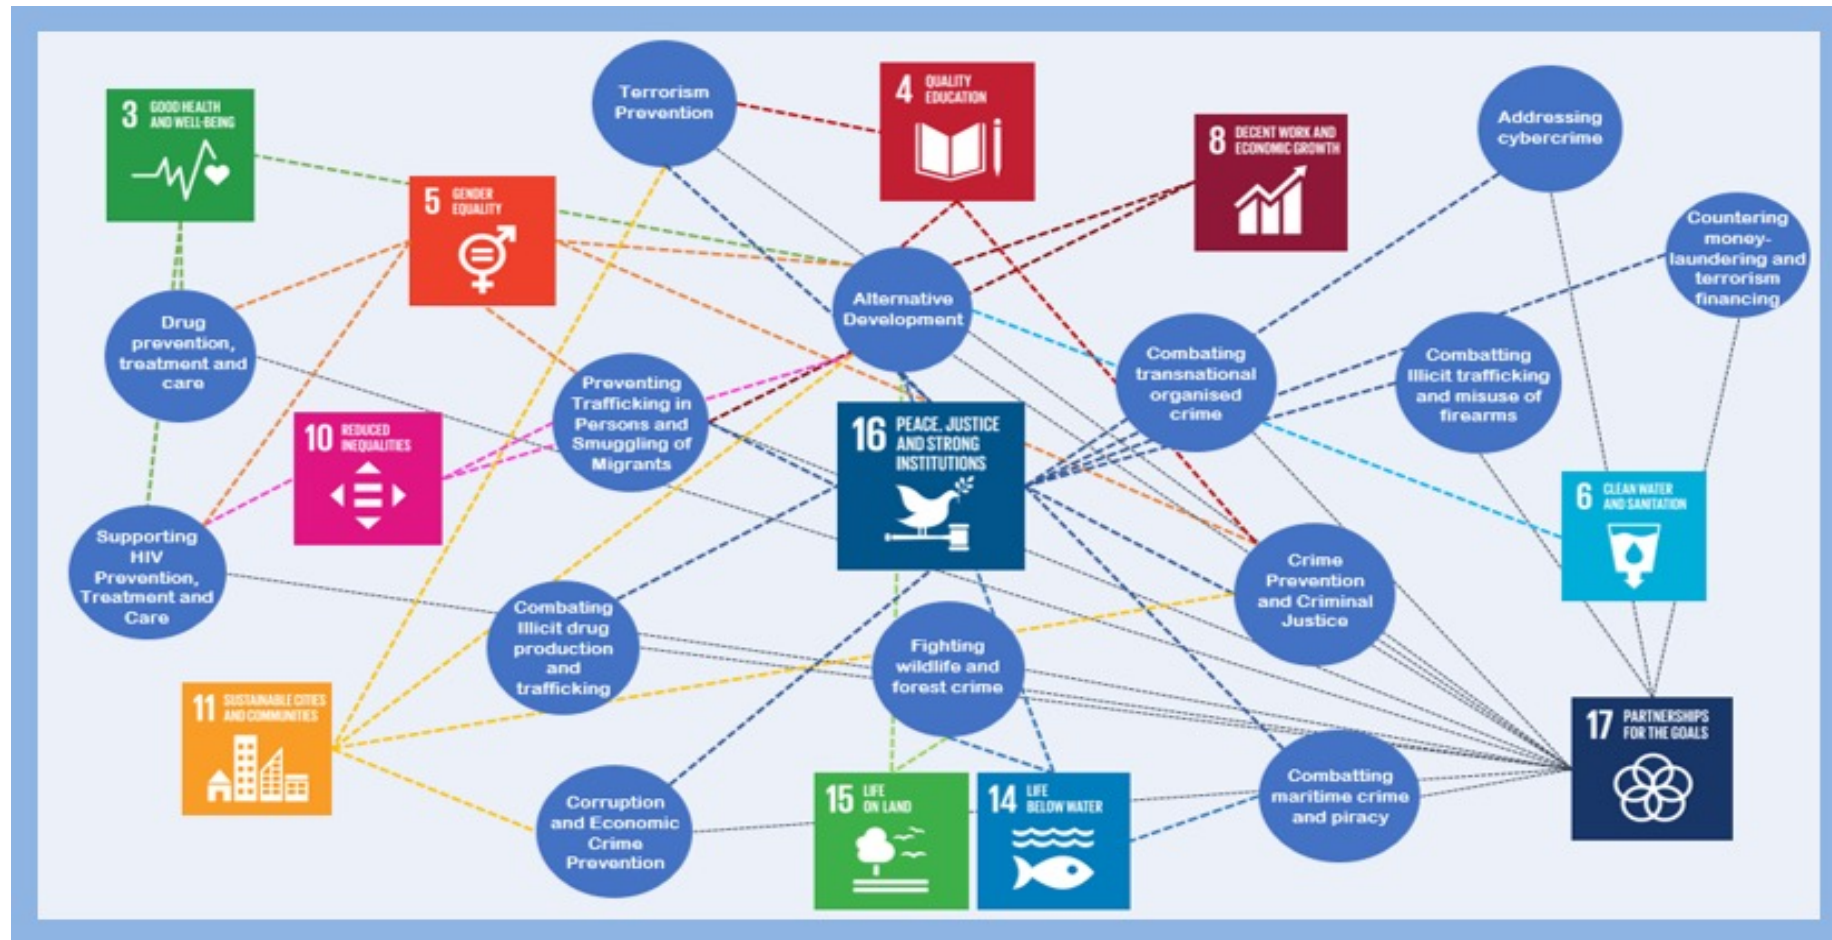 3 GOOD HEALTH
AND WELL-BEING
Terrorism
Prevention
4 QUALITY
EDUCATION
8 DECENT WORK AND
ECONOMIC GROWTH
Addressing
cybercrime
5 GENDER
EQUALITY
Countering
money-
laundering and
terrorism
financing
Alternative
Development
Drug
prevention,
treatment and
care
Combating
transnational
organised
crime
Combatting
Illicit trafficking
and misuse of
firearms
Preventing
Trafficking in
Persons and
Smuggling of
Migrants
10 REDUCED
INEQUALITIES
16 PEACE, JUSTICE
AND STRONG
INSTITUTIONS
6 CLEAN WATER
AND SANITATION
Supporting
HIV
Prevention,
Treatment and
Care
Crime
Prevention
and Criminal
Justice
Combating
Illicit drug
production
and
trafficking
Fighting
wildlife and
forest crime
11 SUSTAINABLE CITIES
AND COMMUNITIES
17 PARTNERSHIPS
FOR THE GOALS
Corruption
and Economic
Crime
Prevention
15 LIFE
ON LAND
14 LIFE
BELOW WATER
Combatting
maritime crime
and piracy